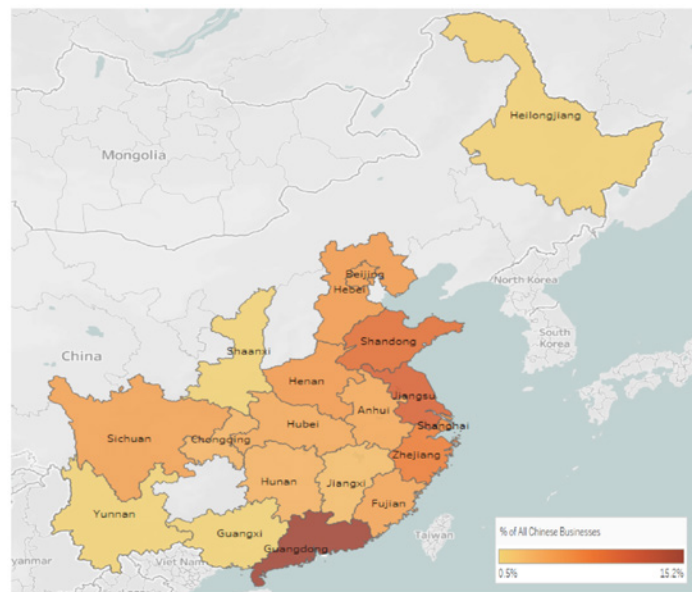 Heilongjiang
Mongolia
Beijing
Hebei
North Korea
South
Korea
Shandong
China
Shaanxi
Henan
Jiangsu
Anhui
Shanghai
Hubei
Sichuan
Chongqing
Zhejiang
Hunan
Jiangxi
Fujian
Yunnan
Guangxi
Guangdong
Taiwan
yanmar
Viet Nam
% of All Chinese Businesses
0.5%
15.2%